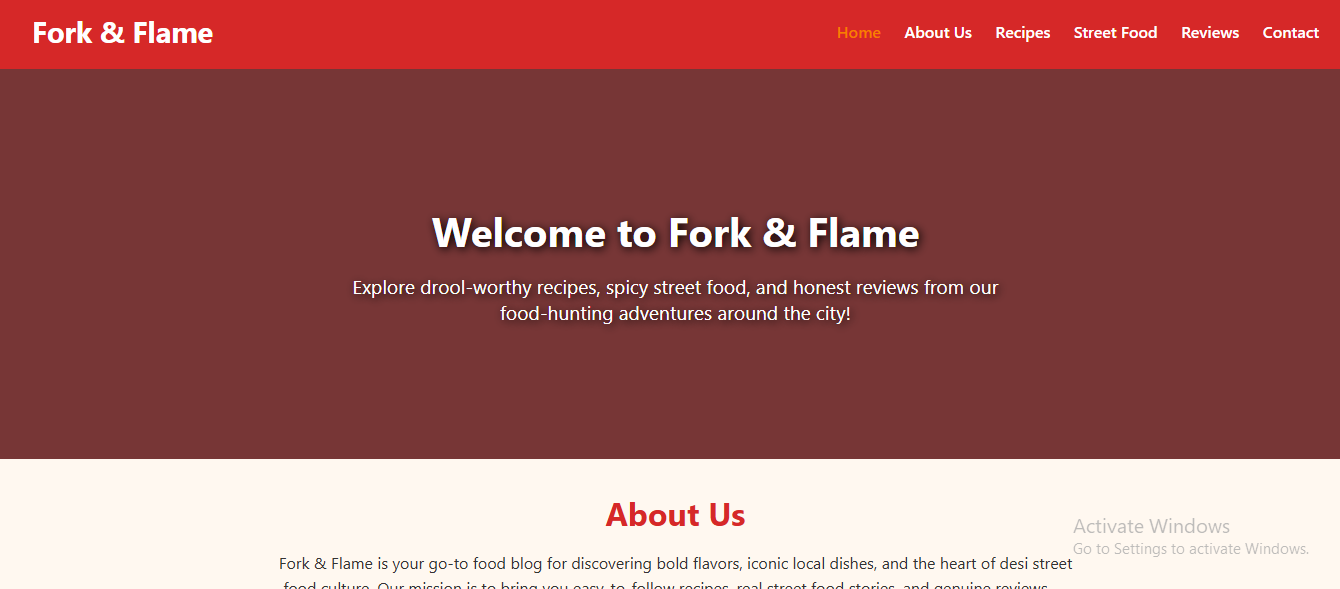 Fork & Flame
Home About Us Recipes Street Food Reviews Contact
Welcome to Fork & Flame
Explore drool-worthy recipes, spicy street food, and honest reviews from our
food-hunting adventures around the city!
About Us
Fork & Flame is your go-to food blog for discovering bold flavors, iconic local dishes, and the heart of desi street
food culture. Our mission is to bring you easy-to-follow recipes, real street food stories, and genuine reviews
Activate Windows
Go to Settings to activate Windows.